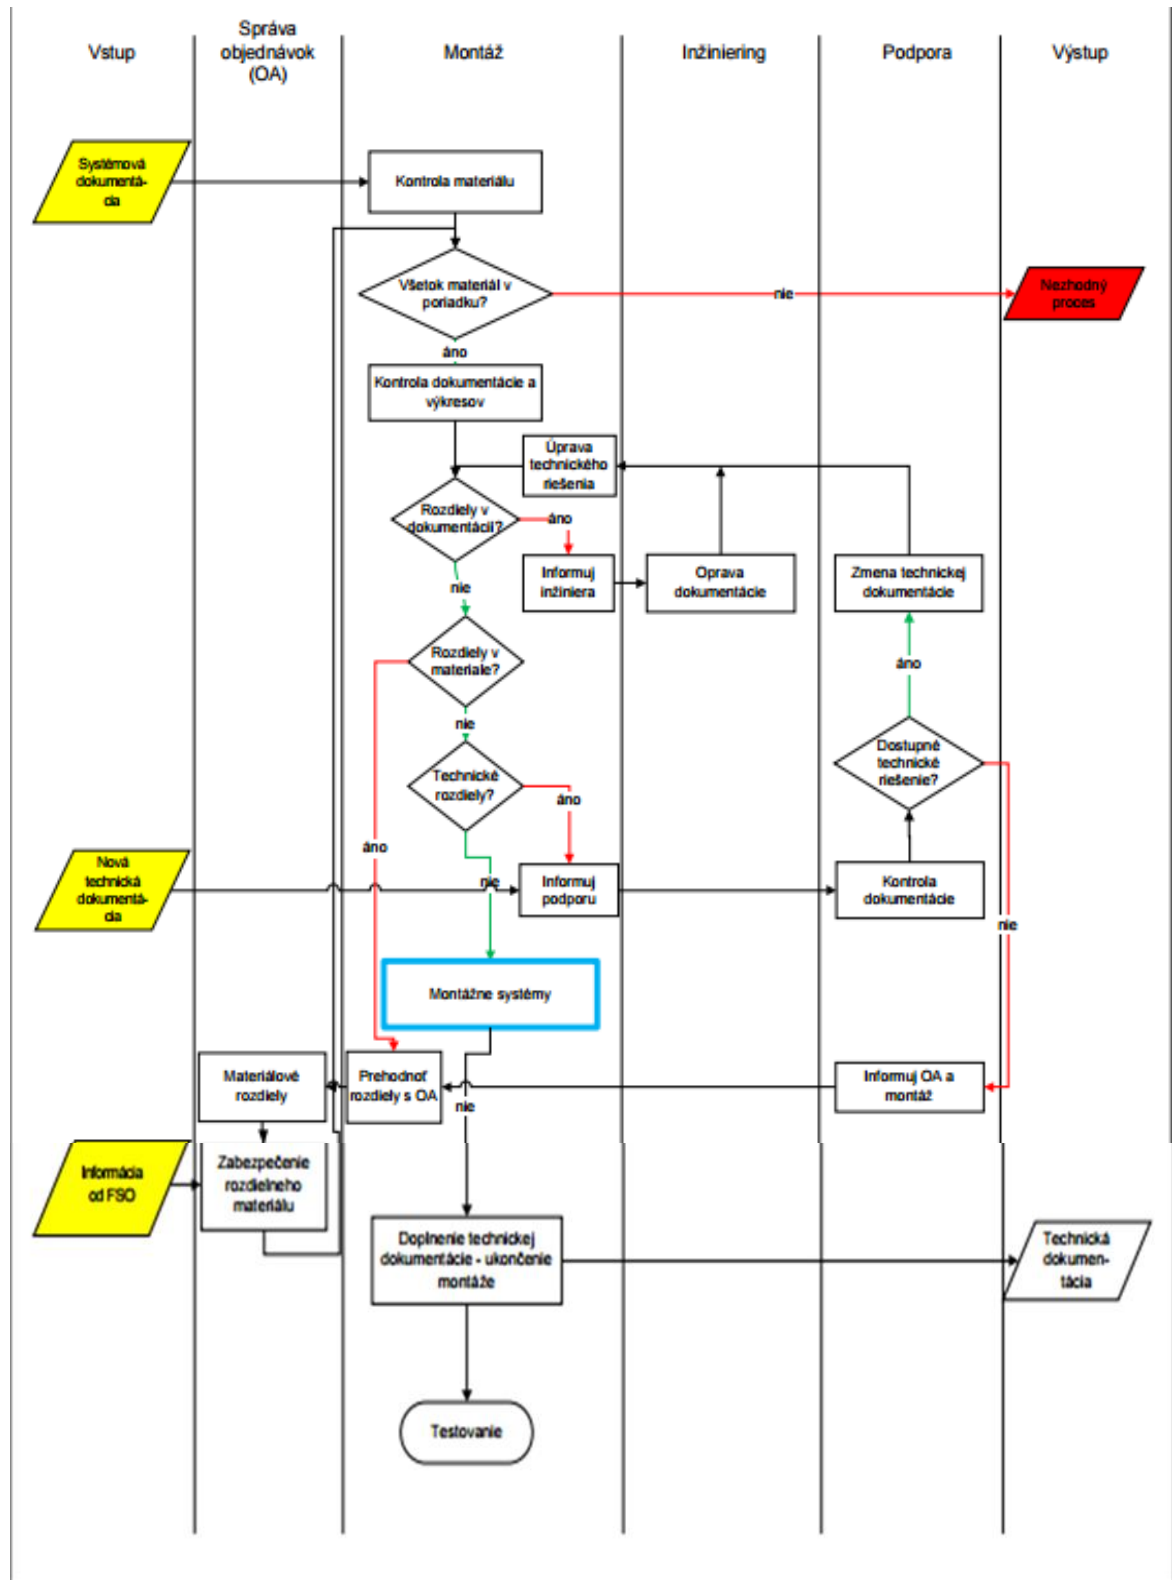 Vstup
Správa
objednávok
(OA)
Montáž
Inžiniering
Podpora
Výstup
Systémová
dokumentá-
cia
Kontrola materiálu
Všetok materiál v
poriadku?
nie
Nezhodný
proces
áno
Kontrola dokumentácie a
výkresov
Úprava
technického
riešenia
Rozdiely v
dokumentácií?
áno
nie
Informuj
inžiniera
Oprava
dokumentácie
Zmena technickej
dokumentácie
Rozdiely v
materiale?
áno
nie
Dostupné
technické
riešenie?
Technické
rozdiely?
áno
áno
Nová
technická
dokumentá-
cia
nie
Informuj
podporu
Kontrola
dokumentácie
nie
Montážne systémy
Materiálové
rozdiely
Prehodnoť
rozdiely s OA
nie
Informuj OA a
montáž
Informácia
od FSO
Zabezpečenie
rozdielneho
materiálu
Doplnenie technickej
dokumentácie - ukončenie
montáže
Technická
dokumen-
tácia
Testovanie